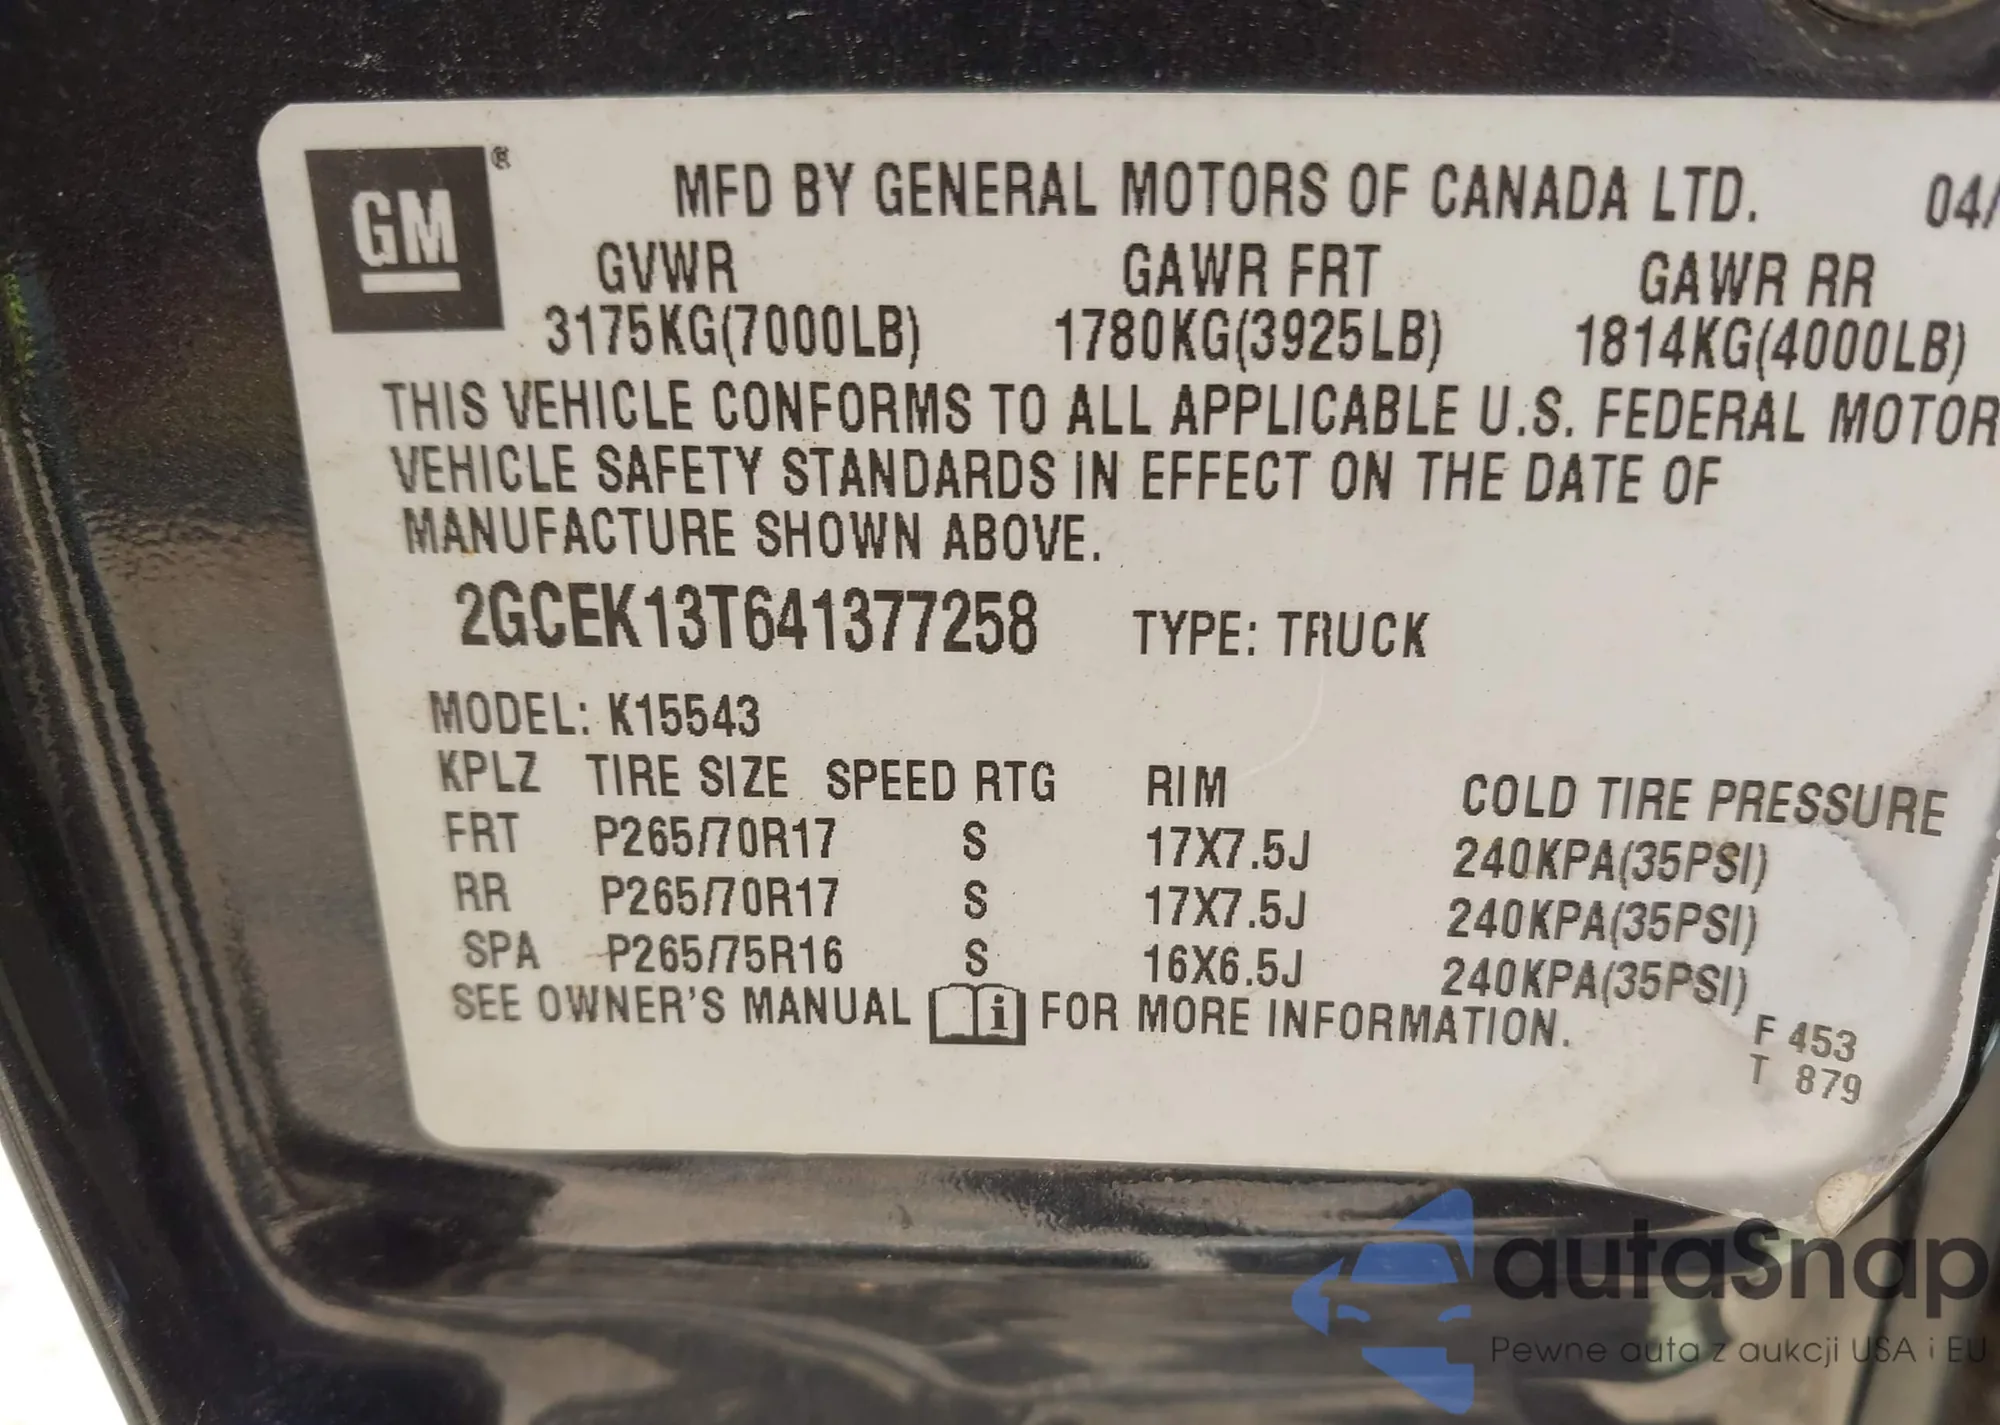 GM®
MFD BY GENERAL MOTORS OF CANADA LTD. 04/
GVWR GAWR FRT GAWR RR
3175KG(7000LB) 1780KG(3925LB) 1814KG(4000LB)
THIS VEHICLE CONFORMS TO ALL APPLICABLE U.S. FEDERAL MOTOR
VEHICLE SAFETY STANDARDS IN EFFECT ON THE DATE OF
MANUFACTURE SHOWN ABOVE.
2GCEK13T641377258 TYPE: TRUCK
MODEL: K15543
KPLZ TIRE SIZE SPEED RTG RIM COLD TIRE PRESSURE
FRT P265/70R17 S 17X7.5J 240KPA(35PSI)
RR P265/70R17 S 17X7.5J 240KPA(35PSI)
SPA P265/75R16 S 16X6.5J 240KPA(35PSI)
SEE OWNER'S MANUAL i FOR MORE INFORMATION.
F 453
T 879
autaSnap
Pewne auta z aukcji USA i EU